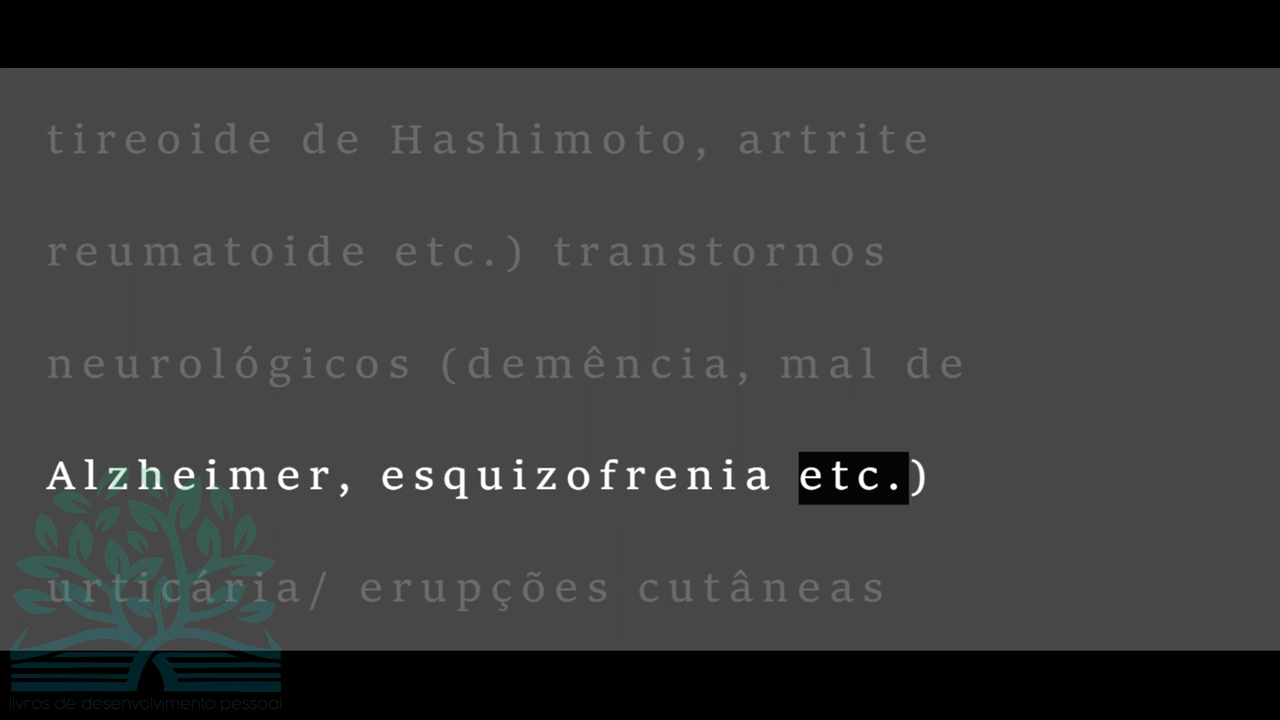 tireoide de Hashimoto, artrite
reumatoide etc.) transtornos
neurológicos (demência, mal de
Alzheimer, esquizofrenia etc.)
urticária/ erupções cutâneas
livros de desenvolvimento pessoal